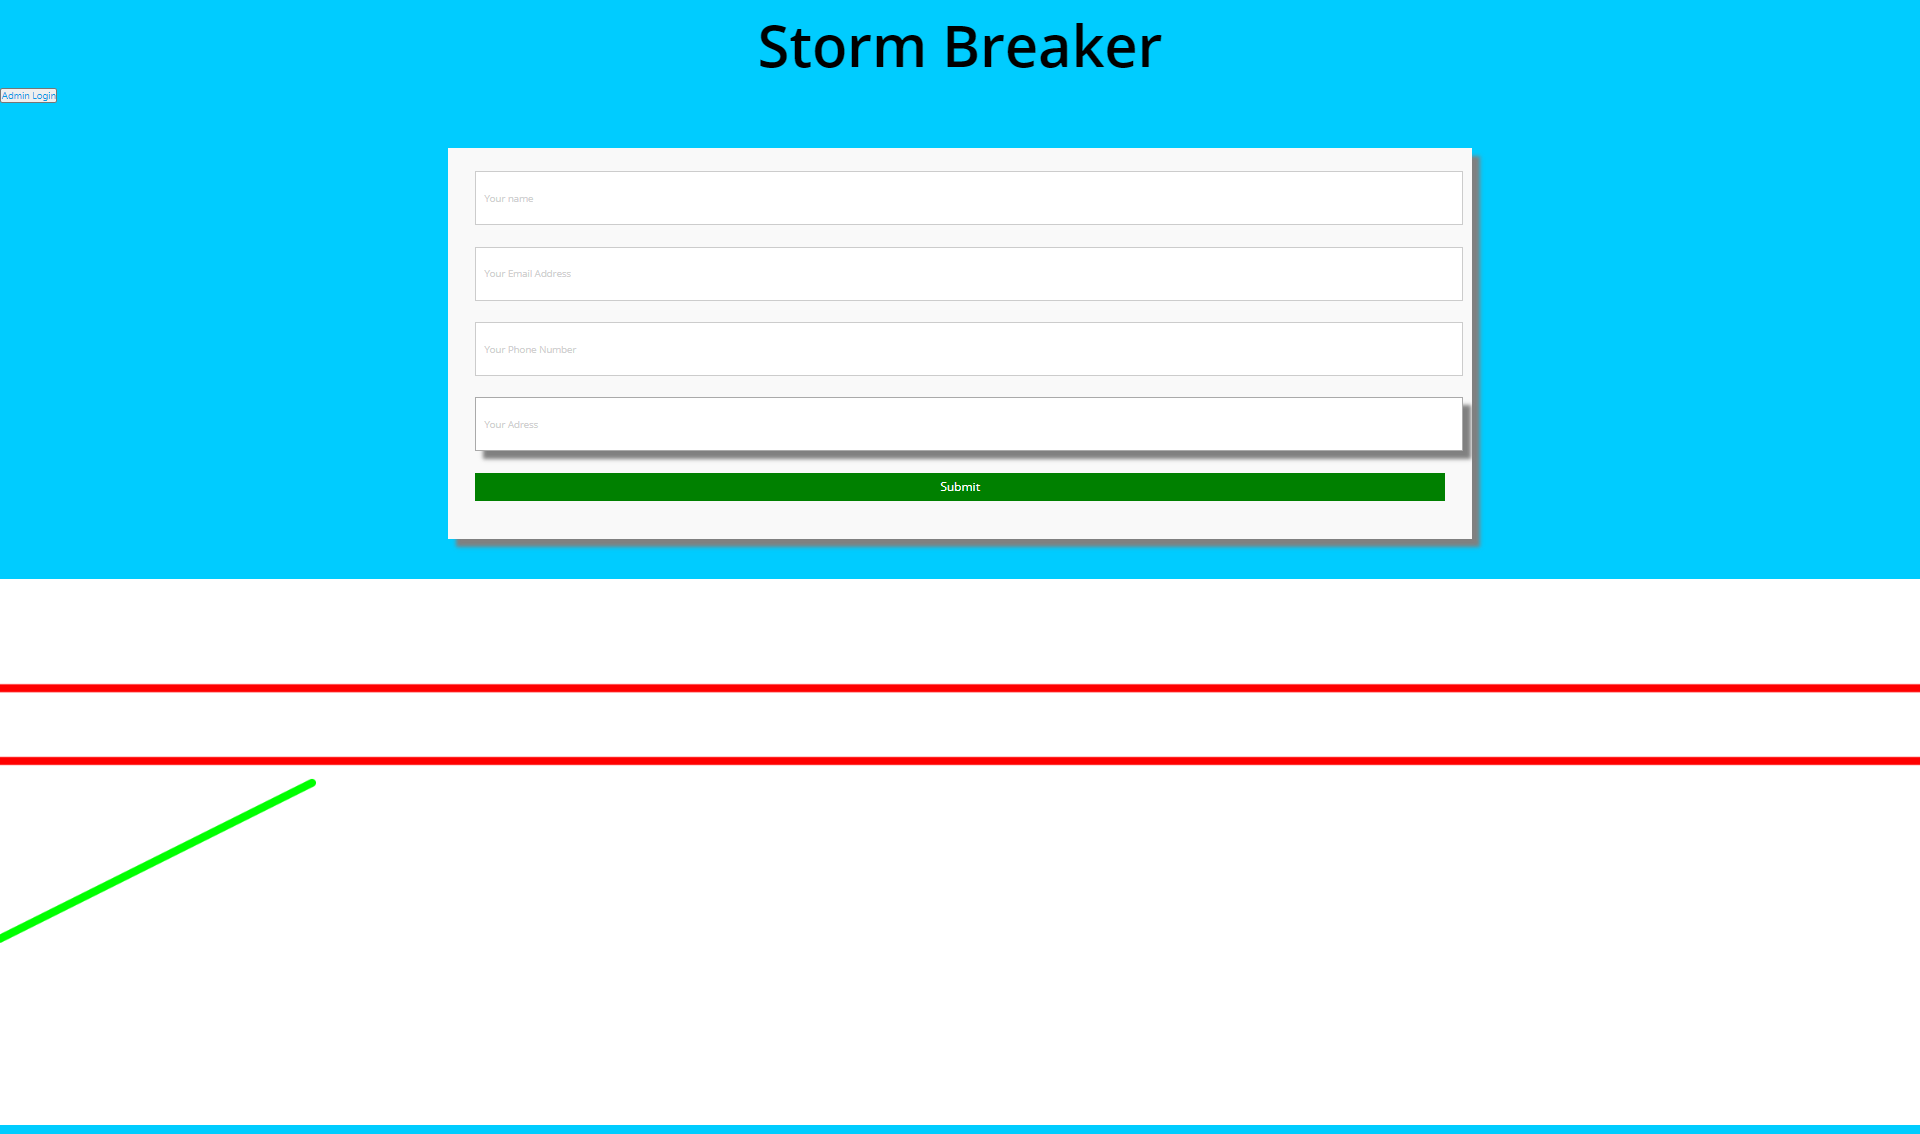 Storm Breaker
Admin Login
Your name
Your Email Address
Your Phone Number
Your Adress
Submit